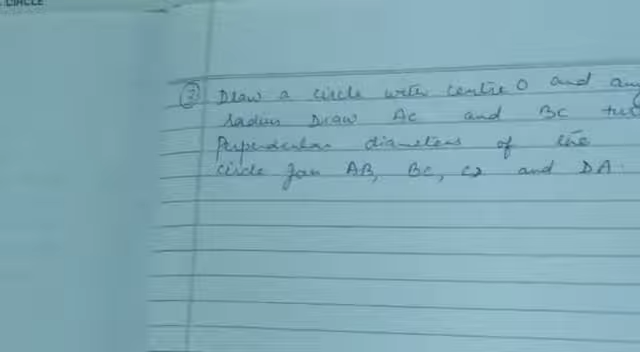 CIRCLE
② Draw a circle with centre O and any
radius Draw AC and BC
Perpendicular diameters of the
circle Join AB, BC, CD and DA.